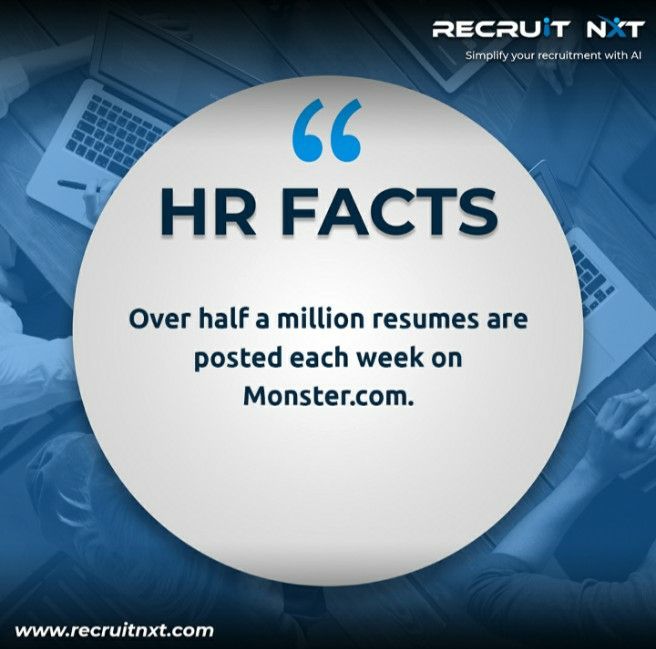 RECRUiT NXT
Simplify your recruitment with AI
“
HR FACTS
Over half a million resumes are
posted each week on
Monster.com.
www.recruitnxt.com